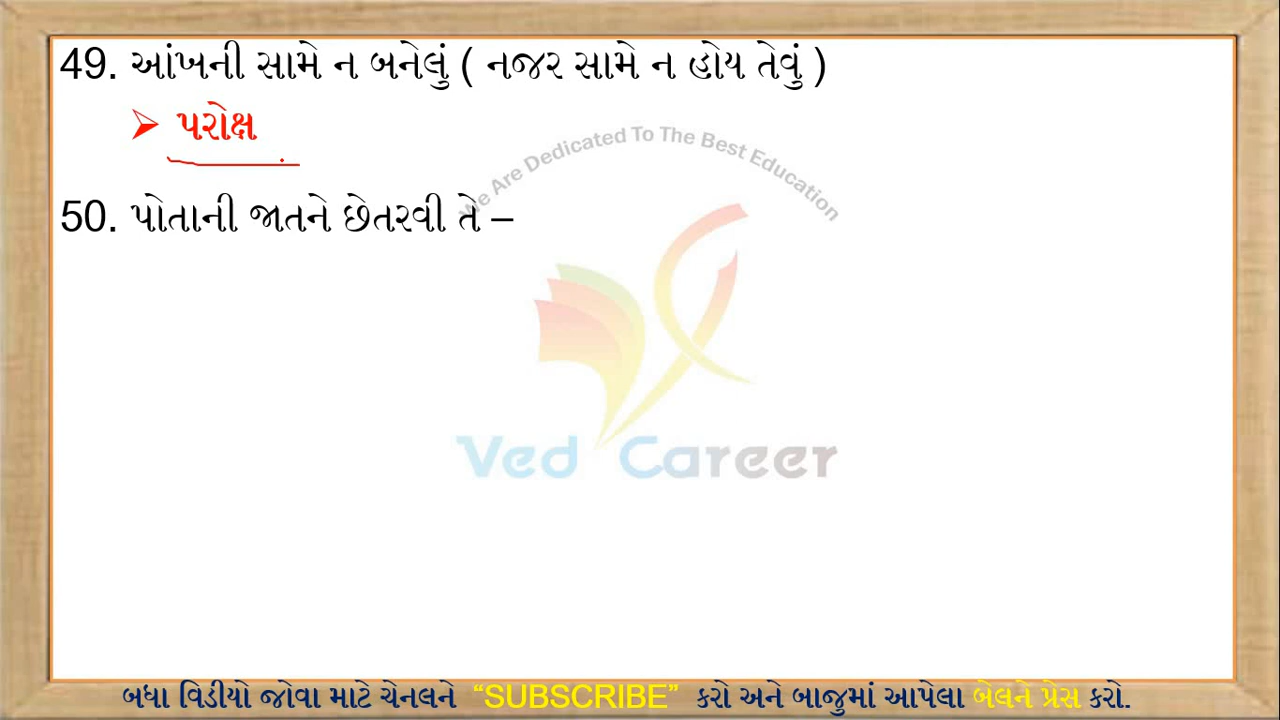 49. આંખની સામે ન બનેલું ( નજર સામે ન હોય તેવું )
➢ પરોક્ષ
We Are Dedicated To The Best Education
50. પોતાની જાતને છેતરવી તે –
Ved Career
બધા વિડીયો જોવા માટે ચેનલને “SUBSCRIBE” કરો અને બાજુમાં આપેલા બેલને પ્રેસ કરો.